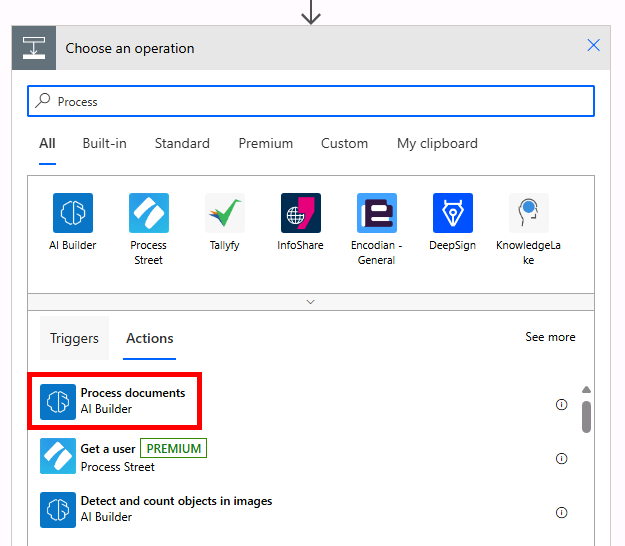 Choose an operation
Process
All Built-in Standard Premium Custom My clipboard
AI Builder Process Street Tallyfy InfoShare Encodian - General DeepSign KnowledgeLa ke
Triggers Actions See more
Process documents
AI Builder
Get a user PREMIUM
Process Street
Detect and count objects in images
AI Builder